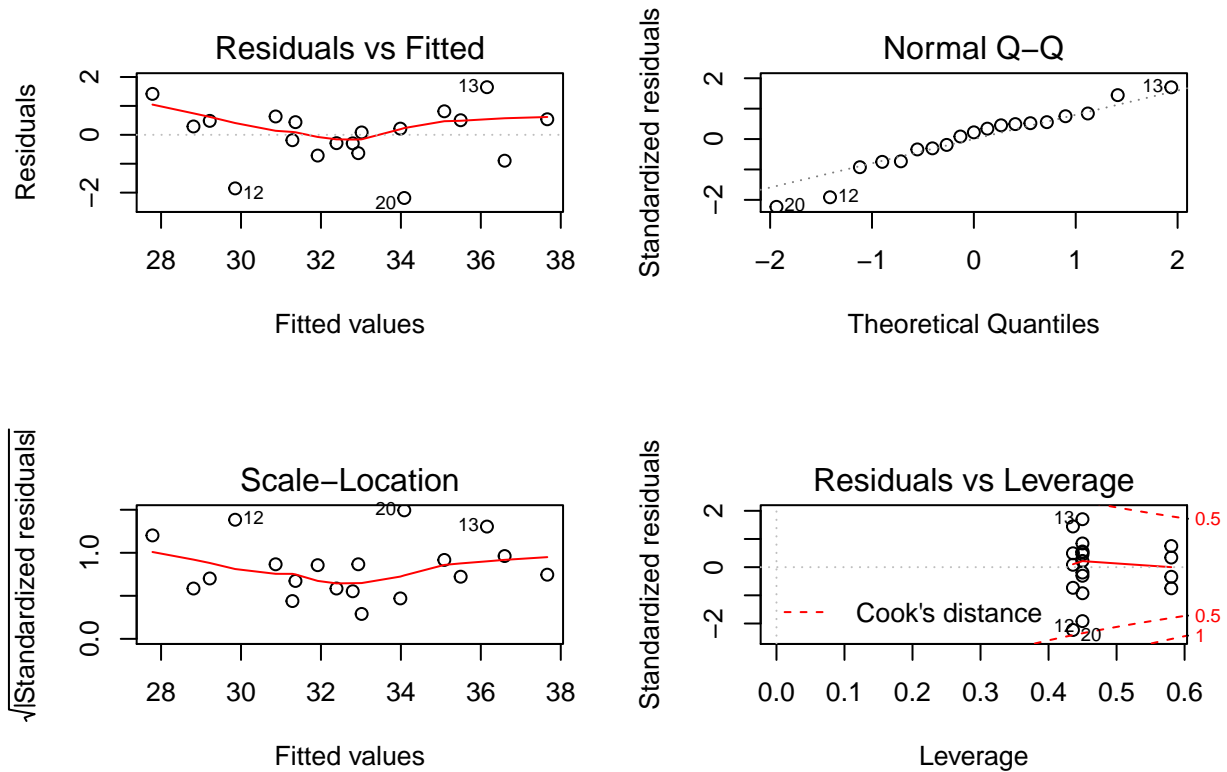 Residuals vs Fitted
Residuals
2
0
−2
13
12
20
28 30 32 34 36 38
Fitted values
Normal Q−Q
Standardized residuals
2
0
−2
13
12
20
−2 −1 0 1 2
Theoretical Quantiles
Scale−Location
√|Standardized residuals|
1.0
0.0
12
20
13
28 30 32 34 36 38
Fitted values
Residuals vs Leverage
Standardized residuals
2
0
−2
13
0.5
Cook's distance
12
20
0.5
1
0.0 0.1 0.2 0.3 0.4 0.5 0.6
Leverage